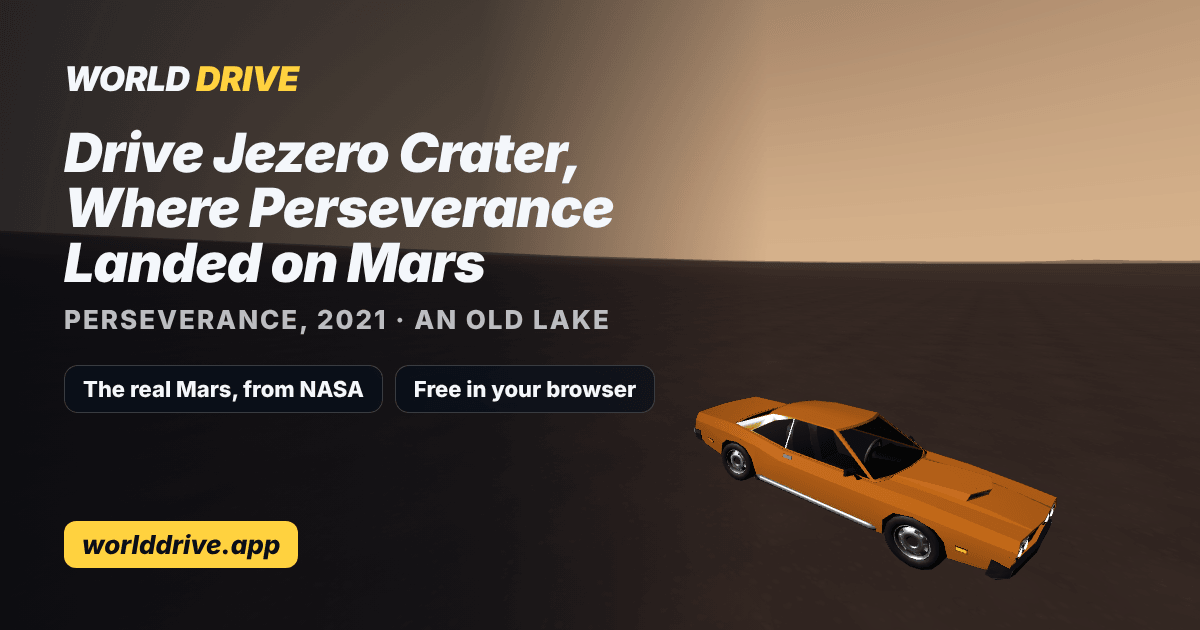 WORLD DRIVE
Drive Jezero Crater,
Where Perseverance
Landed on Mars
PERSEVERANCE, 2021 · AN OLD LAKE
The real Mars, from NASA
Free in your browser
worlddrive.app